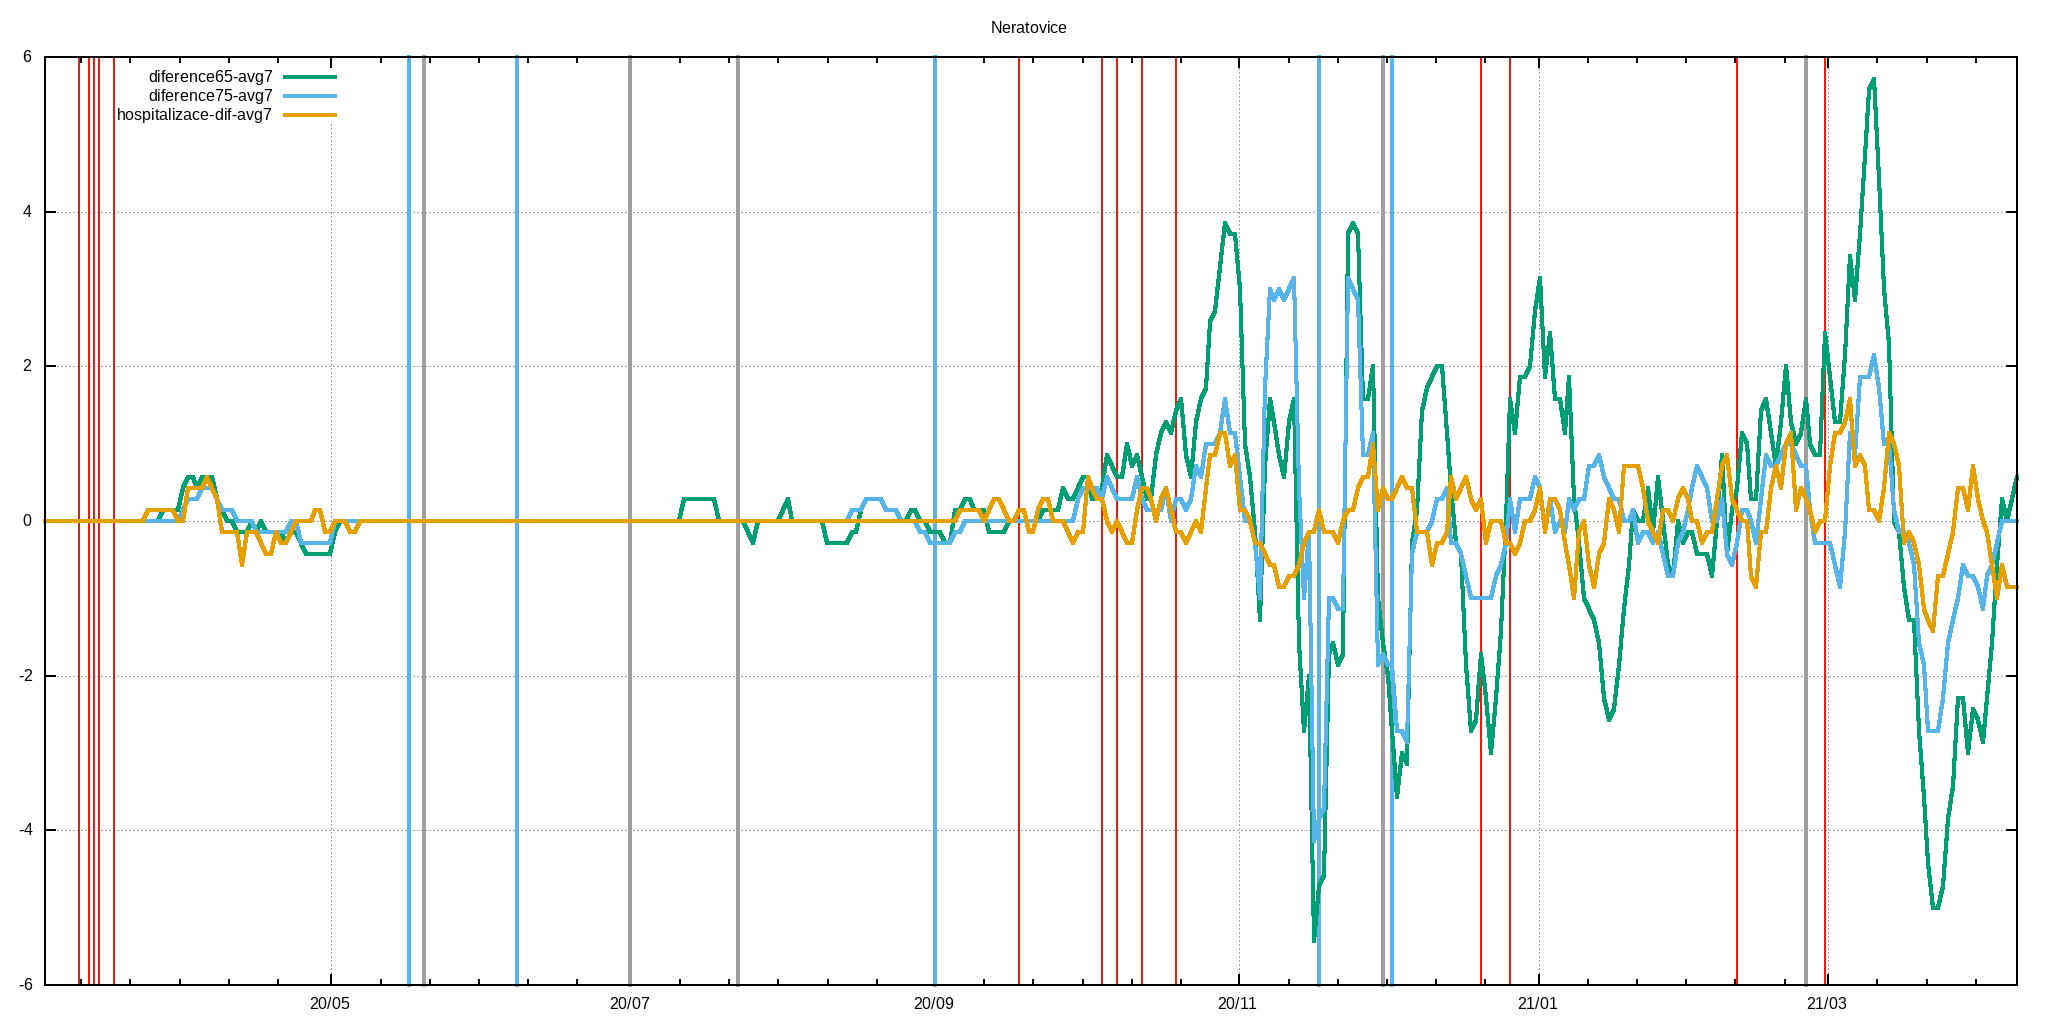 Neratovice
diference65-avg7
diference75-avg7
hospitalizace-dif-avg7
6
4
2
0
-2
-4
-6
20/05 20/07 20/09 20/11 21/01 21/03